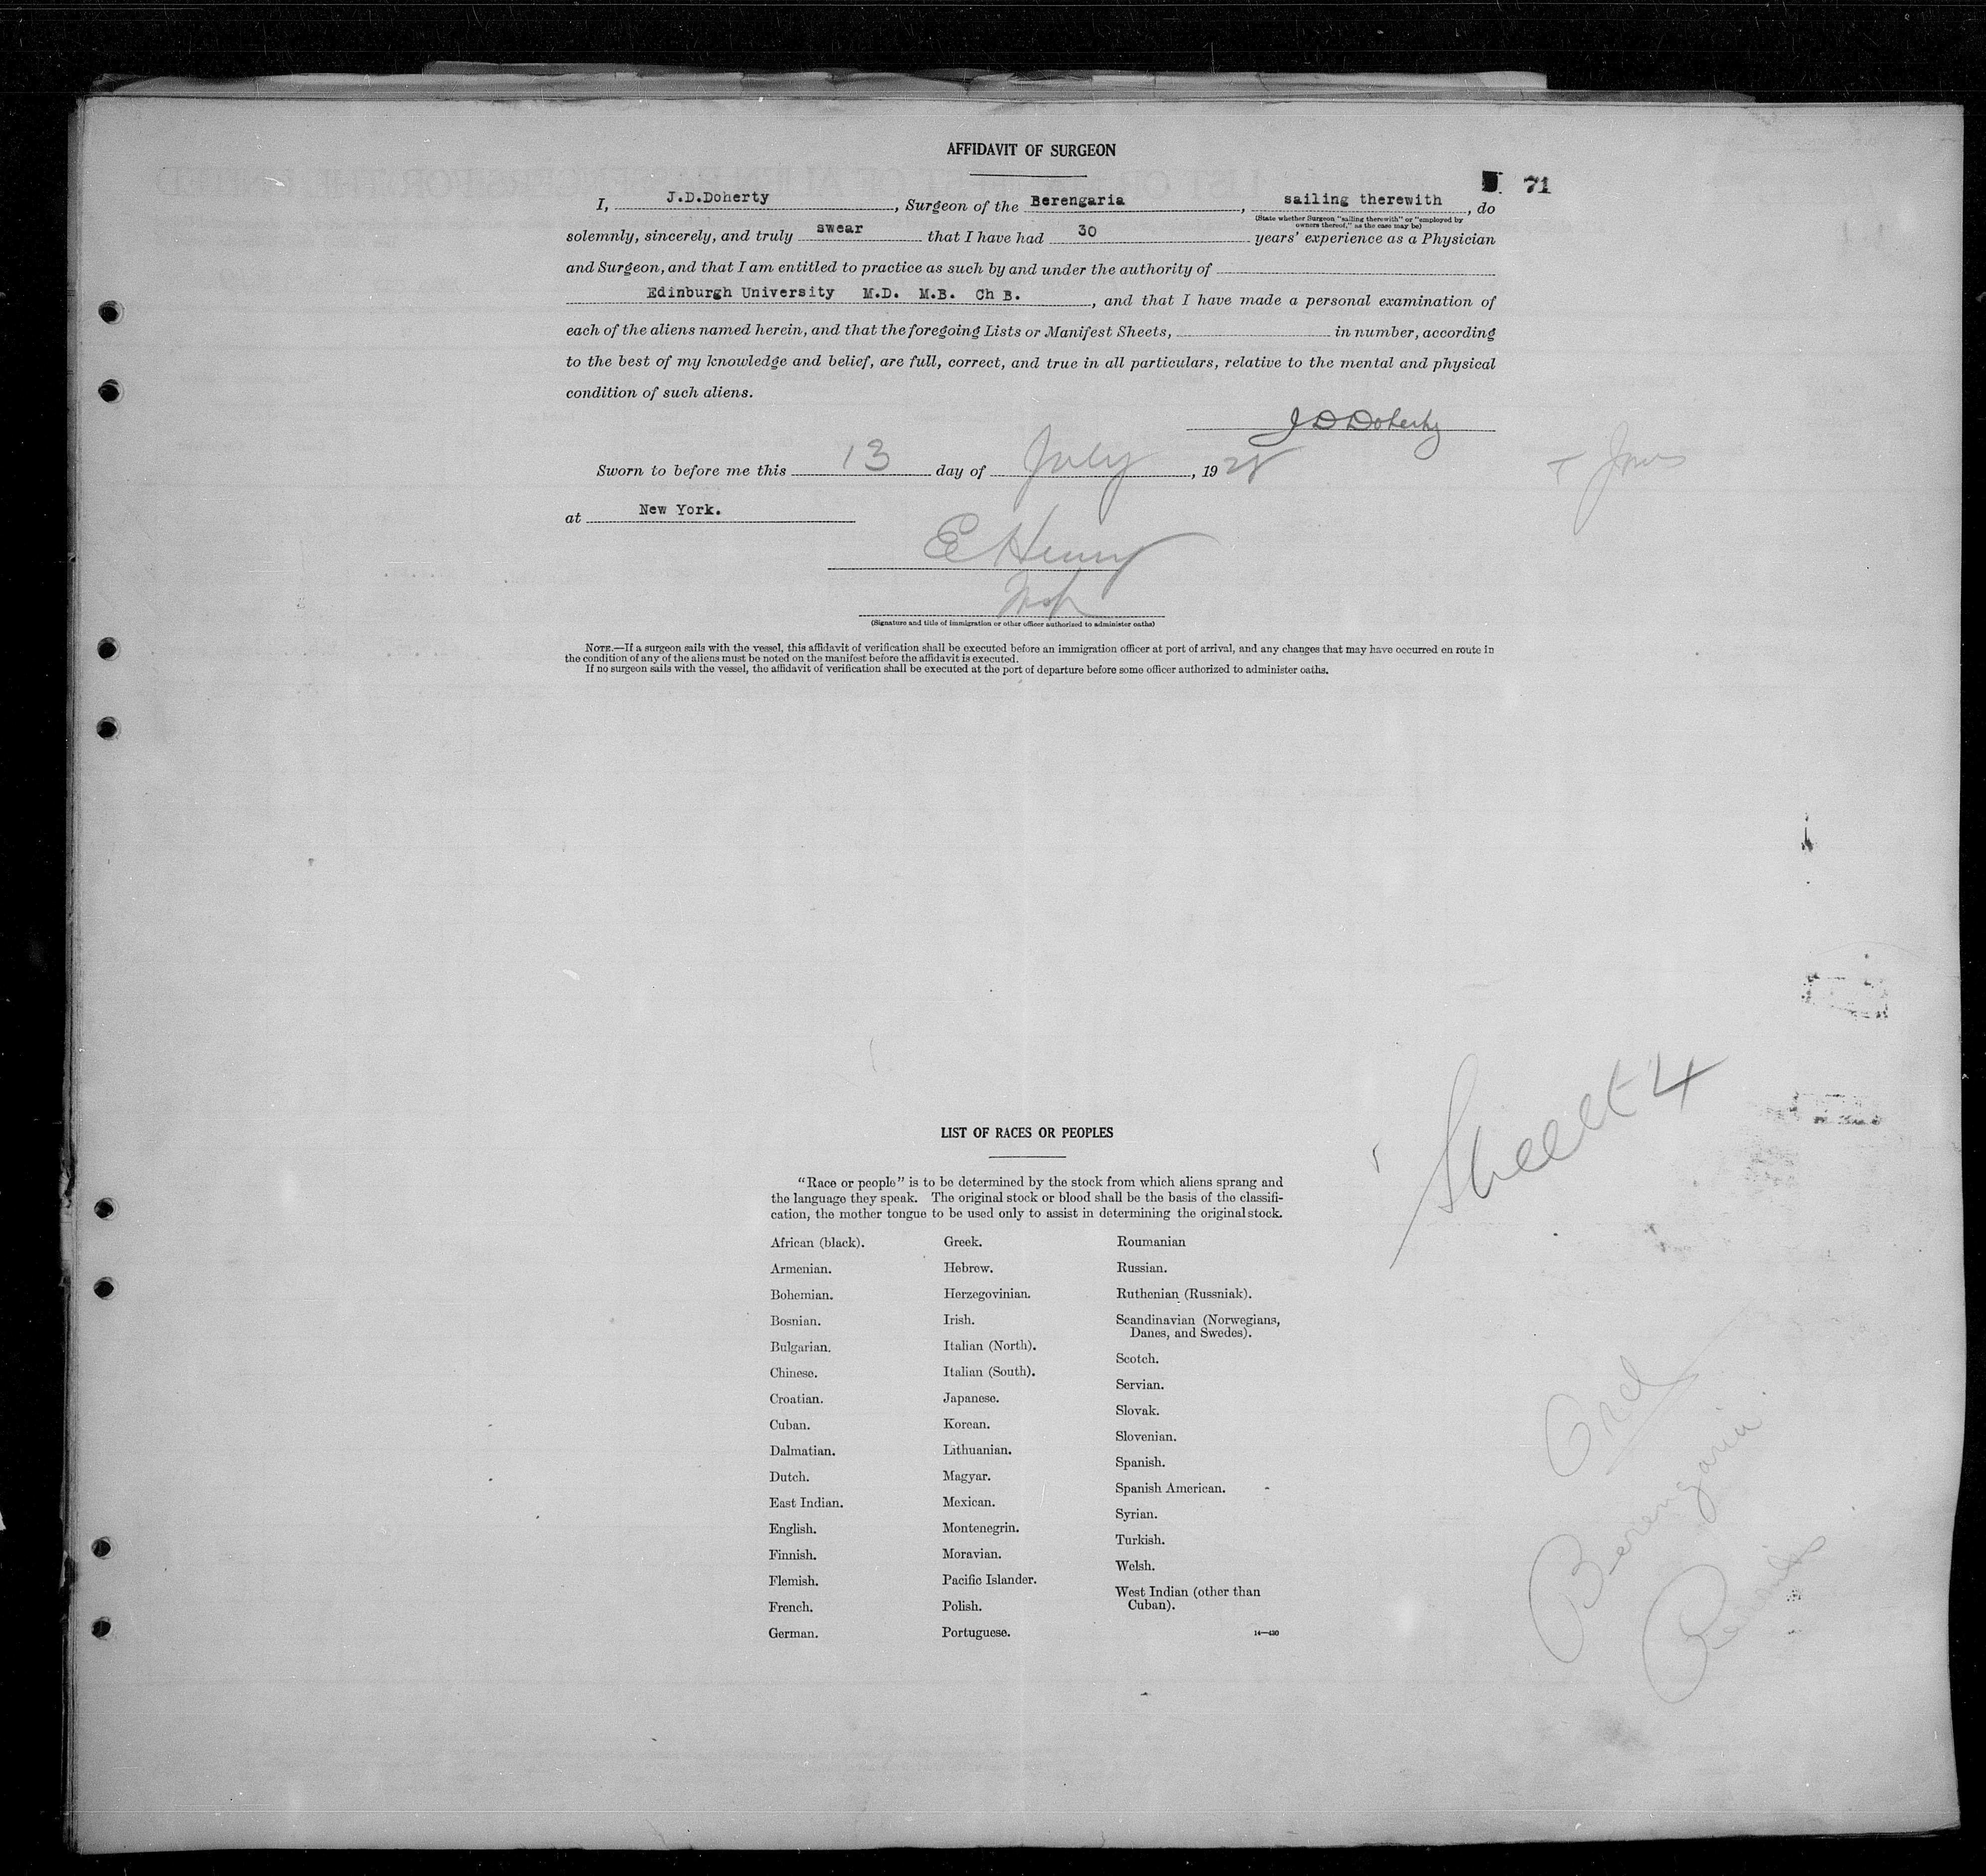 AFFIDAVIT OF SURGEON
71
I, J.D.Doherty, Surgeon of the Berengaria, sailing therewith, do
(State whether Surgeon "sailing therewith" or "employed by
owners thereof," as the case may be)
solemnly, sincerely, and truly swear that I have had 30 years' experience as a Physician
and Surgeon, and that I am entitled to practice as such by and under the authority of
Edinburgh University M.D. M.B. Ch B., and that I have made a personal examination of
each of the aliens named herein, and that the foregoing Lists or Manifest Sheets, in number, according
to the best of my knowledge and belief, are full, correct, and true in all particulars, relative to the mental and physical
condition of such aliens.
J D Doherty
Sworn to before me this 13 day of July, 1928
at New York.
E Henry
(Signature and title of immigration or other officer authorized to administer oaths)
NOTE.—If a surgeon sails with the vessel, this affidavit of verification shall be executed before an immigration officer at port of arrival, and any changes that may have occurred en route in
the condition of any of the aliens must be noted on the manifest before the affidavit is executed.
If no surgeon sails with the vessel, the affidavit of verification shall be executed at the port of departure before some officer authorized to administer oaths.
Sheet 4
LIST OF RACES OR PEOPLES
"Race or people" is to be determined by the stock from which aliens sprang and
the language they speak. The original stock or blood shall be the basis of the classifi-
cation, the mother tongue to be used only to assist in determining the original stock.
African (black).
Armenian.
Bohemian.
Bosnian.
Bulgarian.
Chinese.
Croatian.
Cuban.
Dalmatian.
Dutch.
East Indian.
English.
Finnish.
Flemish.
French.
German.
Greek.
Hebrew.
Herzegovinian.
Irish.
Italian (North).
Italian (South).
Japanese.
Korean.
Lithuanian.
Magyar.
Mexican.
Montenegrin.
Moravian.
Pacific Islander.
Polish.
Portuguese.
Roumanian
Russian.
Ruthenian (Russniak).
Scandinavian (Norwegians,
Danes, and Swedes).
Scotch.
Servian.
Slovak.
Slovenian.
Spanish.
Spanish American.
Syrian.
Turkish.
Welsh.
West Indian (other than
Cuban).
14—430
Berengaria